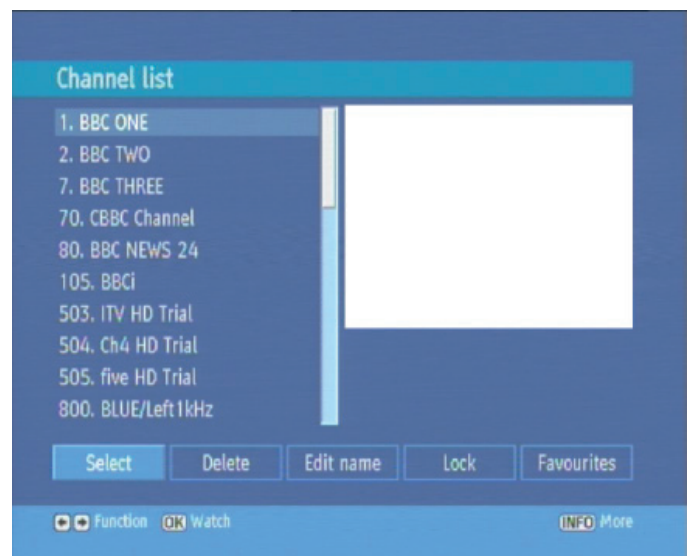 Channel list
1. BBC ONE
2. BBC TWO
7. BBC THREE
70. CBBC Channel
80. BBC NEWS 24
105. BBCi
503. ITV HD Trial
504. Ch4 HD Trial
505. five HD Trial
800. BLUE/Left1kHz
Select Delete Edit name Lock Favourites
Function OK Watch INFO More